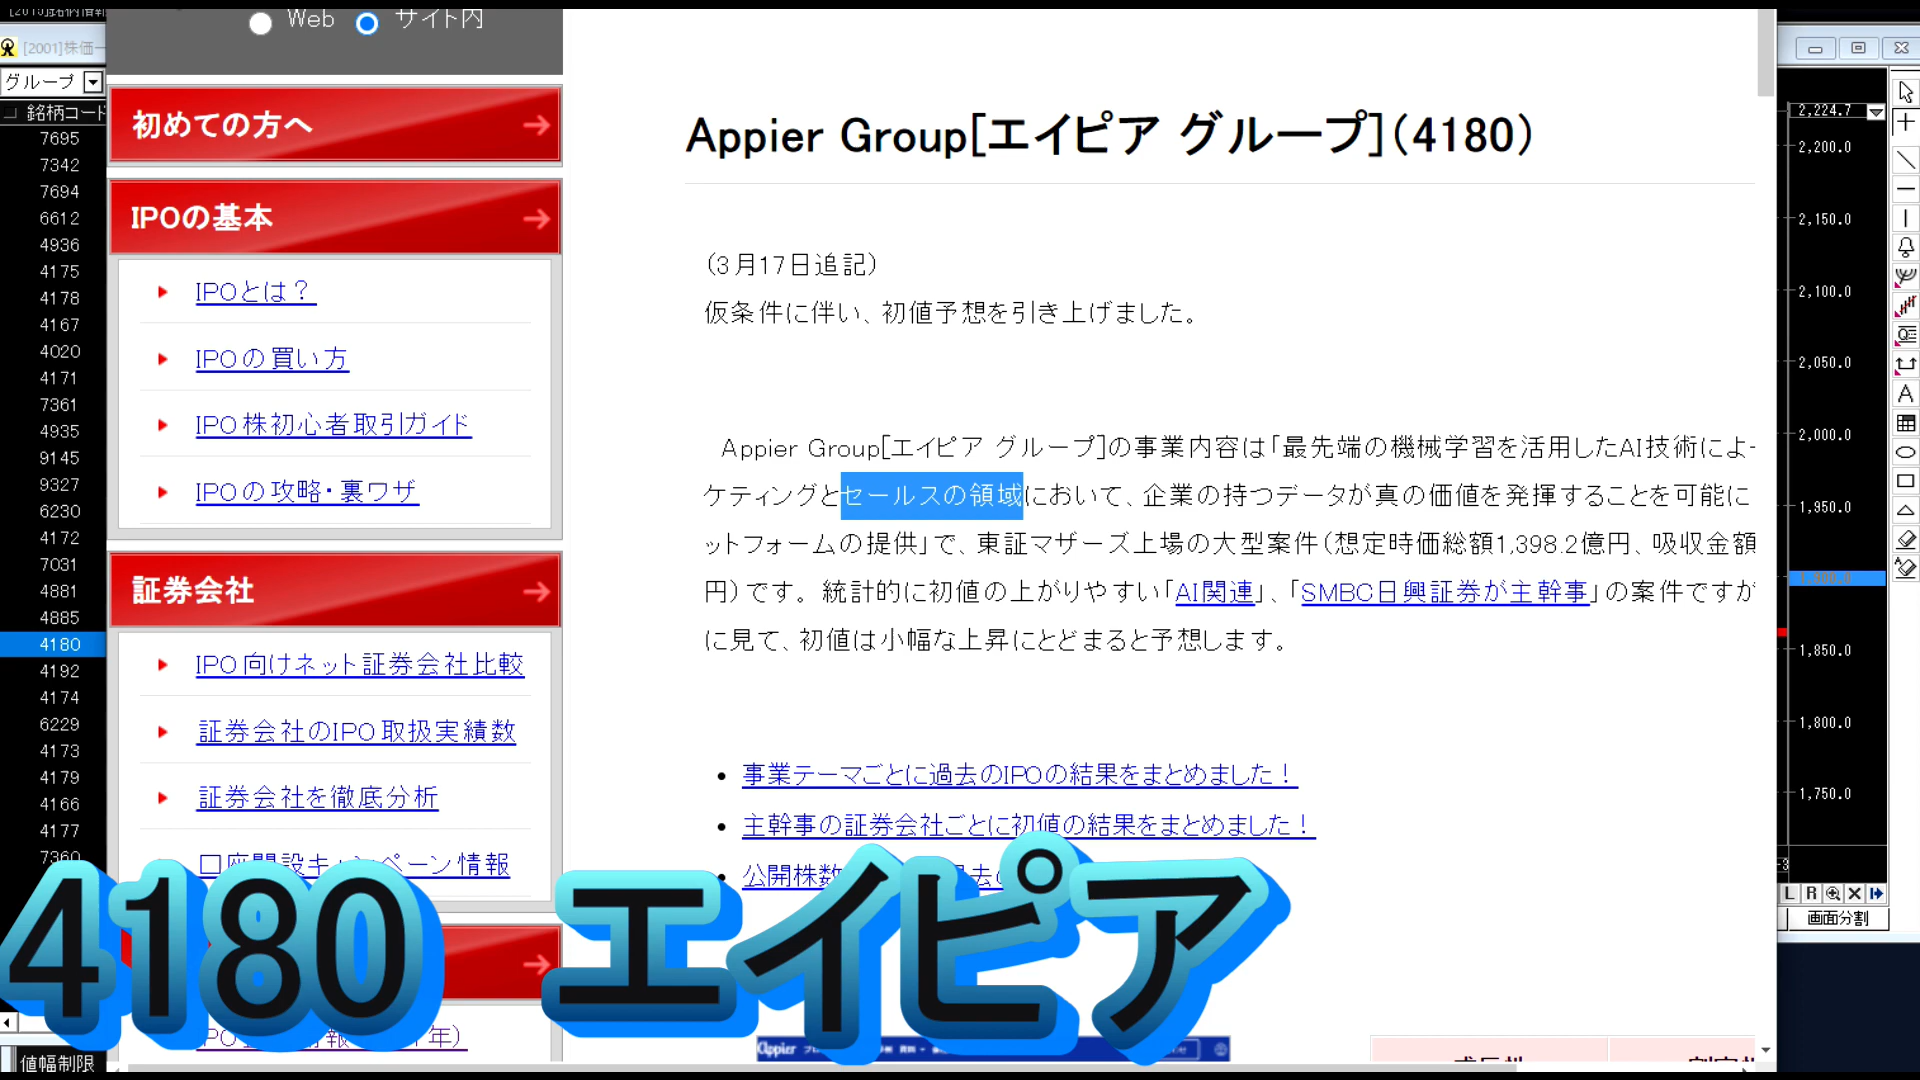 [2001]株価一
グループ
銘柄コード
7695
7342
7694
6612
4936
4175
4178
4167
4020
4171
7361
4935
9145
9327
6230
4172
7031
4881
4885
4180
4192
4174
6229
4173
4179
4166
4177
7360
値幅制限
Web サイト内
初めての方へ
IPOの基本
IPOとは？
IPOの買い方
IPO株初心者取引ガイド
IPOの攻略・裏ワザ
証券会社
IPO向けネット証券会社比較
証券会社のIPO取扱実績数
証券会社を徹底分析
口座開設キャンペーン情報
Appier Group[エイピア グループ](4180)
(3月17日追記)
仮条件に伴い、初値予想を引き上げました。
Appier Group[エイピア グループ]の事業内容は「最先端の機械学習を活用したAI技術によ
ケティングとセールスの領域において、企業の持つデータが真の価値を発揮することを可能に
ットフォームの提供」で、東証マザーズ上場の大型案件(想定時価総額1,398.2億円、吸収金額
円)です。統計的に初値の上がりやすい「AI関連」、「SMBC日興証券が主幹事」の案件ですが
に見て、初値は小幅な上昇にとどまると予想します。
事業テーマごとに過去のIPOの結果をまとめました！
主幹事の証券会社ごとに初値の結果をまとめました！
公開株数
Appier
4180 エイピア
2,224.7
2,200.0
2,150.0
2,100.0
2,050.0
2,000.0
1,950.0
1,850.0
1,800.0
1,750.0
L R
画面分割